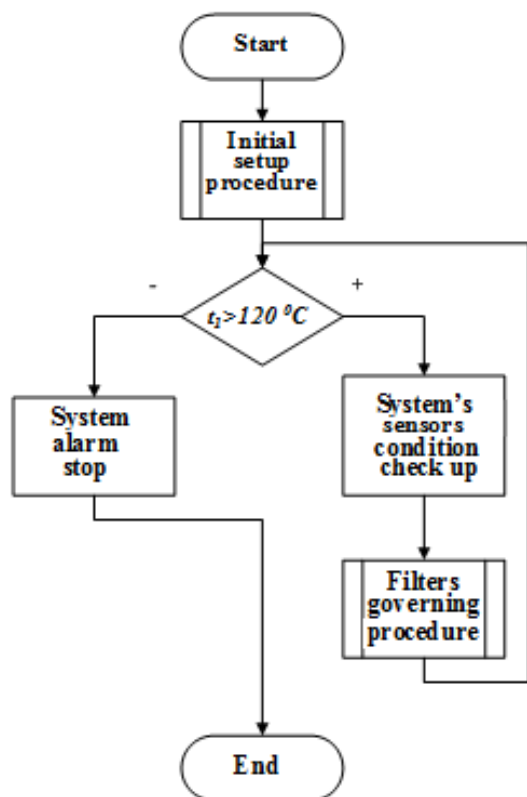 Start
Initial
setup
procedure
-
+
t₁>120 ⁰C
System
alarm
stop
System's
sensors
condition
check up
Filters
governing
procedure
End